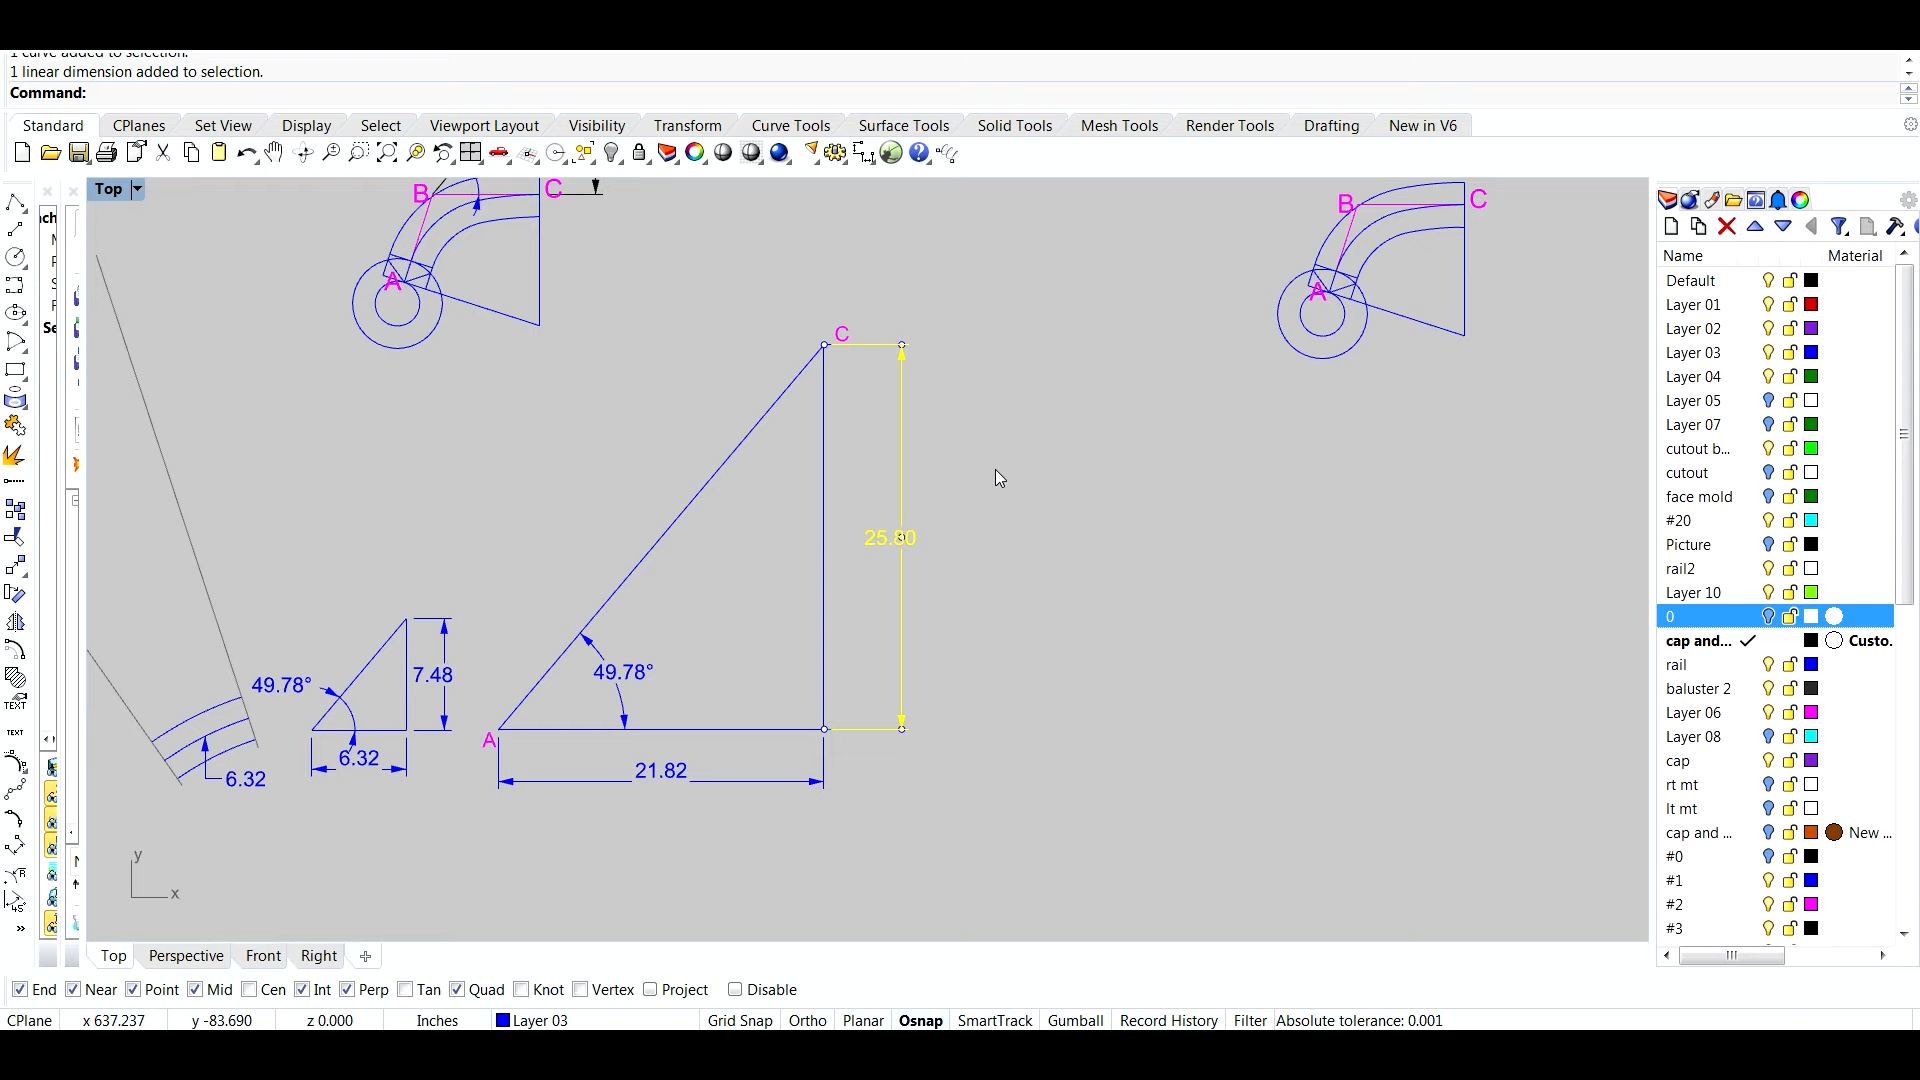 1 curve added to selection.
1 linear dimension added to selection.
Command:
Standard CPlanes Set View Display Select Viewport Layout Visibility Transform Curve Tools Surface Tools Solid Tools Mesh Tools Render Tools Drafting New in V6
Top
B C
A
B C
A
C
25.80
49.78°
A
21.82
49.78°
7.48
6.32
6.32
y
x
TEXT
TEXT
Name Material
Default
Layer 01
Layer 02
Layer 03
Layer 04
Layer 05
Layer 07
cutout b...
cutout
face mold
#20
Picture
rail2
Layer 10
0
cap and... Custo.
rail
baluster 2
Layer 06
Layer 08
cap
rt mt
lt mt
cap and ... New ...
#0
#1
#2
#3
Top Perspective Front Right
End Near Point Mid Cen Int Perp Tan Quad Knot Vertex Project Disable
CPlane x 637.237 y -83.690 z 0.000 Inches Layer 03 Grid Snap Ortho Planar Osnap SmartTrack Gumball Record History Filter Absolute tolerance: 0.001